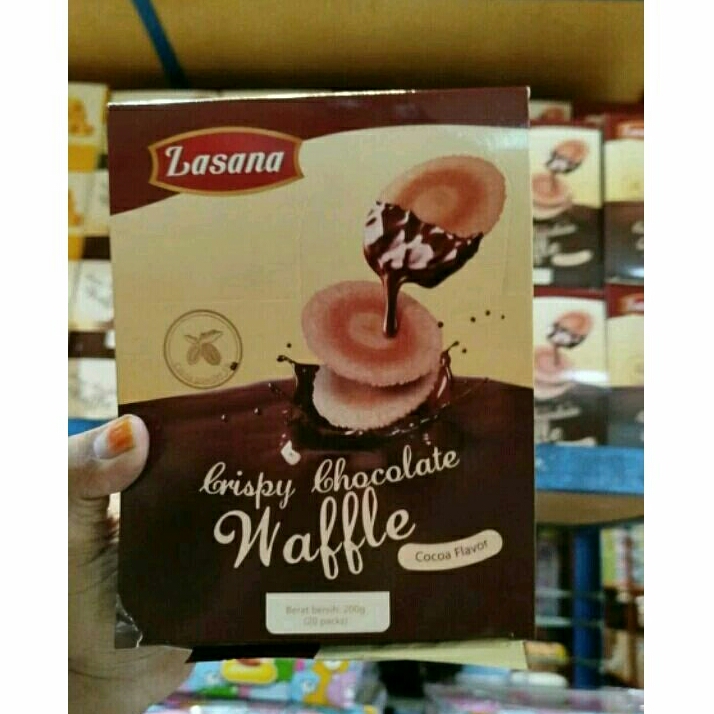 Lasana
Crispy Chocolate
Waffle
Cocoa Flavor
Berat bersih: 200g
(20 packs)